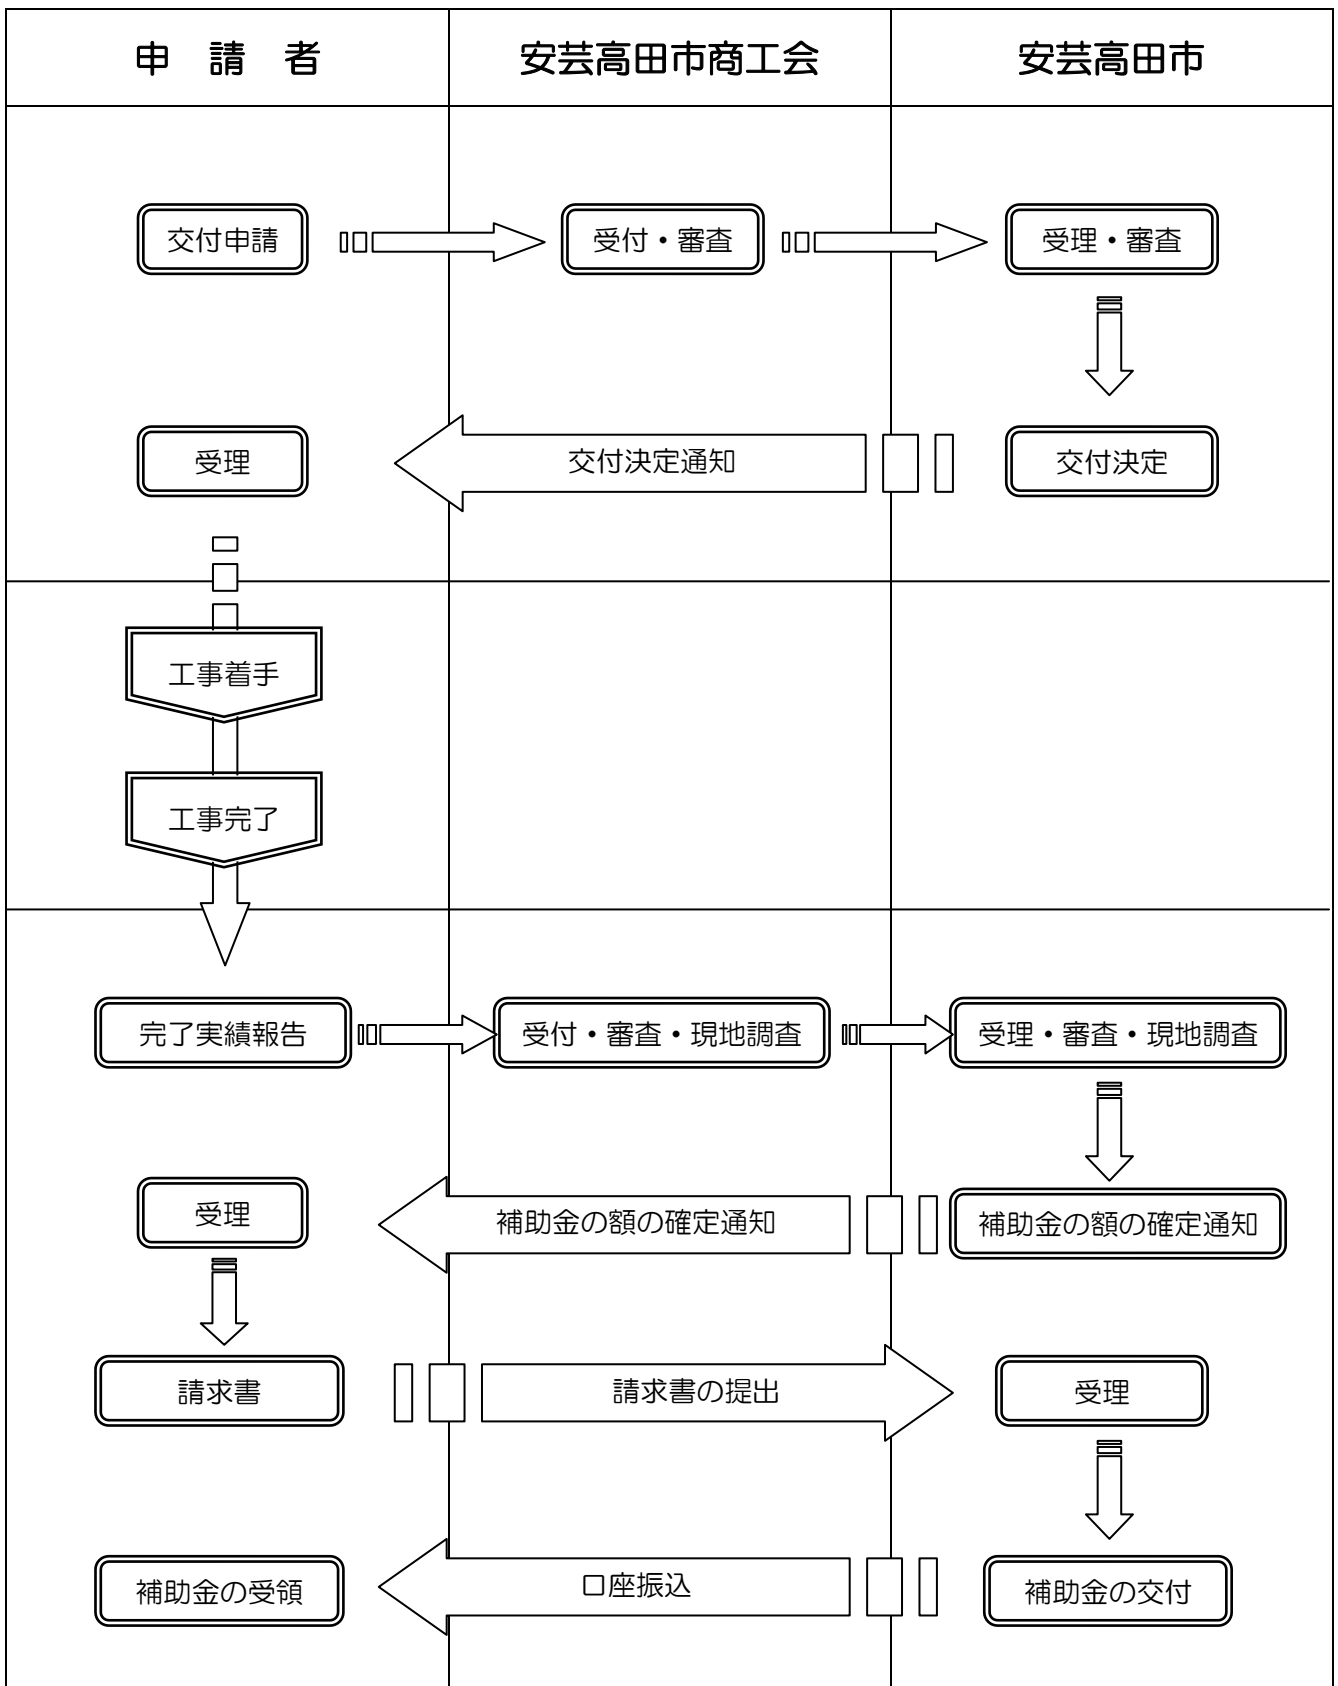 申　請　者
安芸高田市商工会
安芸高田市
交付申請
受付・審査
受理・審査
受理
交付決定通知
交付決定
工事着手
工事完了
完了実績報告
受付・審査・現地調査
受理・審査・現地調査
受理
補助金の額の確定通知
補助金の額の確定通知
請求書
請求書の提出
受理
補助金の受領
口座振込
補助金の交付